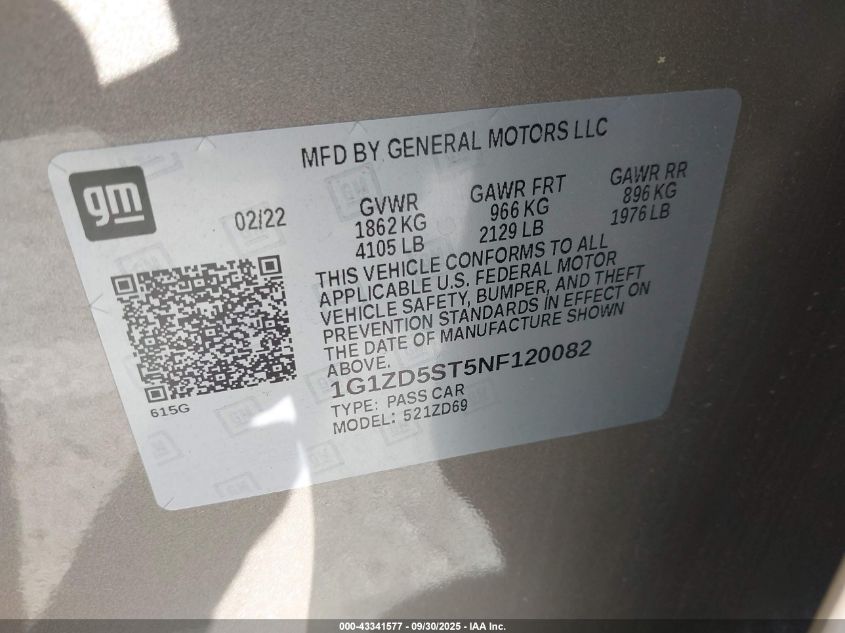 MFD BY GENERAL MOTORS LLC
gm
02/22
GVWR
1862 KG
4105 LB
GAWR FRT
966 KG
2129 LB
GAWR RR
896 KG
1976 LB
THIS VEHICLE CONFORMS TO ALL
APPLICABLE U.S. FEDERAL MOTOR
VEHICLE SAFETY, BUMPER, AND THEFT
PREVENTION STANDARDS IN EFFECT ON
THE DATE OF MANUFACTURE SHOWN
ABOVE.
1G1ZD5ST5NF120082
TYPE: PASS CAR
MODEL: 521ZD69
615G
000-43341577 - 09/30/2025 - IAA Inc.